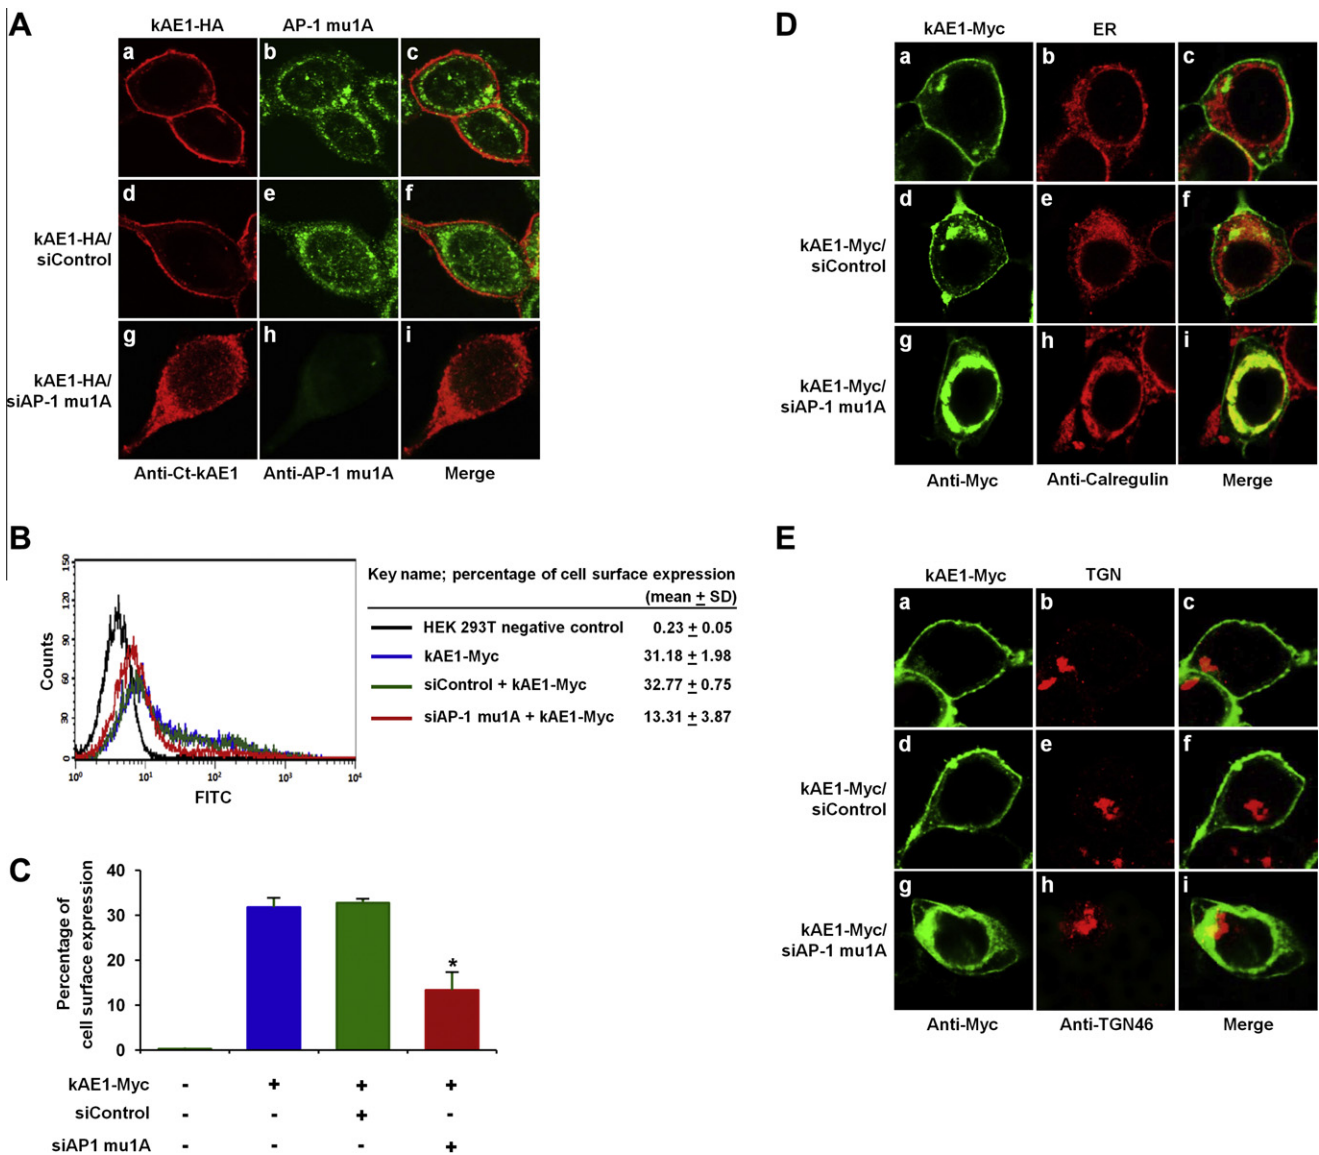 A
kAE1-HA AP-1 mu1A
a b c
d e f
kAE1-HA/
siControl
g h i
kAE1-HA/
siAP-1 mu1A
Anti-Ct-kAE1 Anti-AP-1 mu1A Merge
B
150
120
90
60
30
0
Counts
10⁰ 10¹ 10² 10³ 10⁴
FITC
Key name; percentage of cell surface expression
(mean ± SD)
HEK 293T negative control 0.23 ± 0.05
kAE1-Myc 31.18 ± 1.98
siControl + kAE1-Myc 32.77 ± 0.75
siAP-1 mu1A + kAE1-Myc 13.31 ± 3.87
C
Percentage of
cell surface expression
40
30
20
10
0
*
kAE1-Myc - + + +
siControl - - + -
siAP1 mu1A - - - +
D
kAE1-Myc ER
a b c
d e f
kAE1-Myc/
siControl
g h i
kAE1-Myc/
siAP-1 mu1A
Anti-Myc Anti-Calregulin Merge
E
kAE1-Myc TGN
a b c
d e f
kAE1-Myc/
siControl
g h i
kAE1-Myc/
siAP-1 mu1A
Anti-Myc Anti-TGN46 Merge